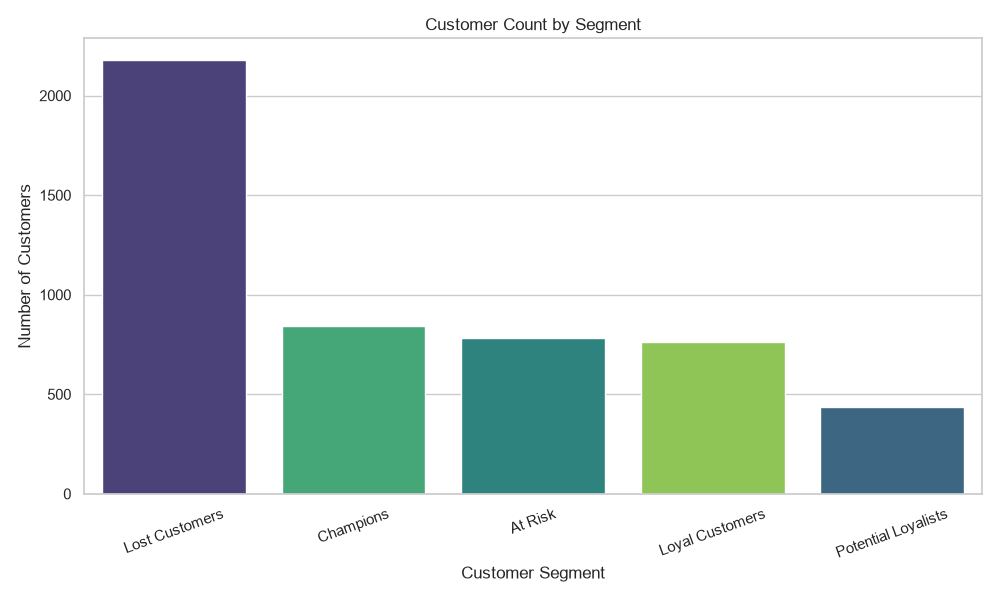 Customer Count by Segment
Number of Customers
2000
1500
1000
500
0
Lost Customers
Champions
At Risk
Loyal Customers
Potential Loyalists
Customer Segment